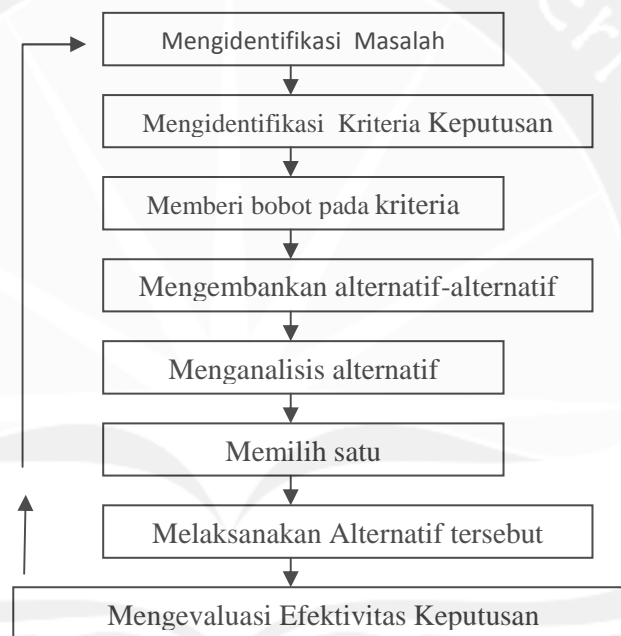 Mengidentifikasi Masalah
Mengidentifikasi Kriteria Keputusan
Memberi bobot pada kriteria
Mengembankan alternatif-alternatif
Menganalisis alternatif
Memilih satu
Melaksanakan Alternatif tersebut
Mengevaluasi Efektivitas Keputusan